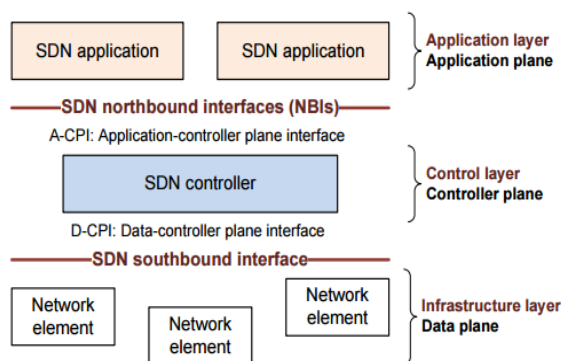 SDN application
SDN application
Application layer
Application plane
SDN northbound interfaces (NBIs)
A-CPI: Application-controller plane interface
SDN controller
Control layer
Controller plane
D-CPI: Data-controller plane interface
SDN southbound interface
Network
element
Network
element
Network
element
Infrastructure layer
Data plane